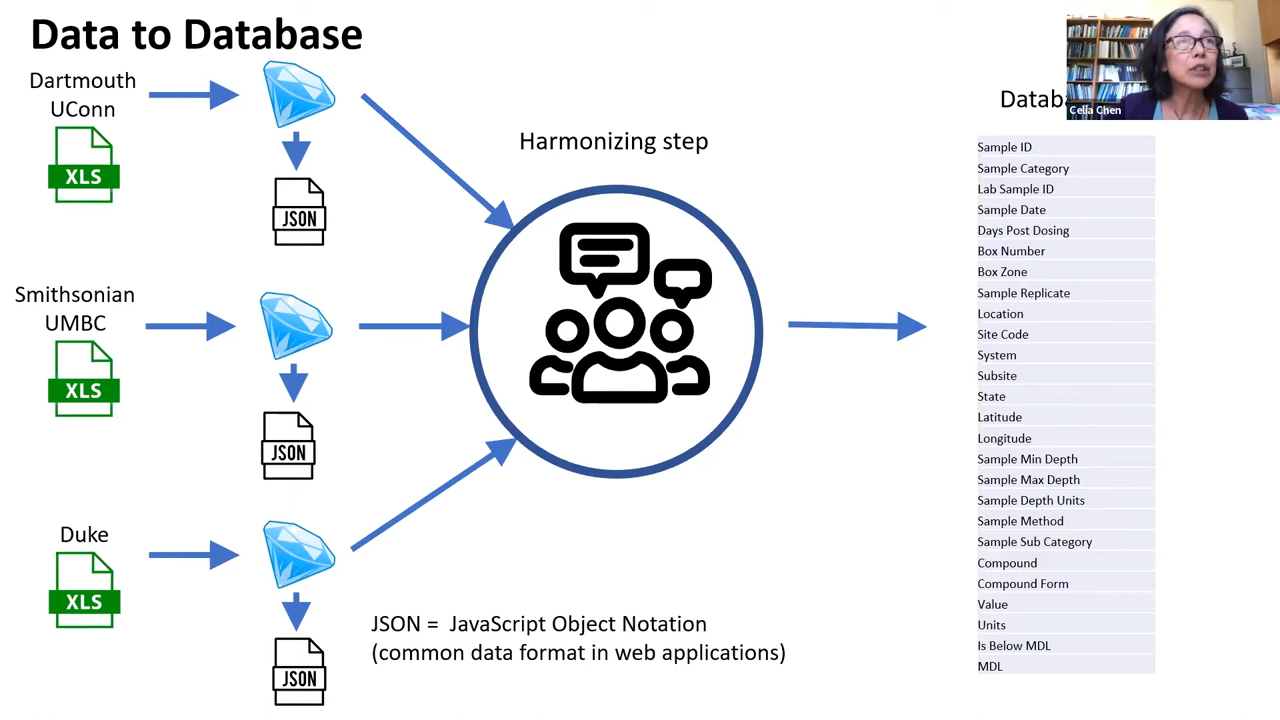 Data to Database
Dartmouth
UConn
XLS
JSON
Smithsonian
UMBC
XLS
JSON
Duke
XLS
JSON
Harmonizing step
JSON = JavaScript Object Notation
(common data format in web applications)
Celia Chen
Sample ID
Sample Category
Lab Sample ID
Sample Date
Days Post Dosing
Box Number
Box Zone
Sample Replicate
Location
Site Code
System
Subsite
State
Latitude
Longitude
Sample Min Depth
Sample Max Depth
Sample Depth Units
Sample Method
Sample Sub Category
Compound
Compound Form
Value
Units
Is Below MDL
MDL